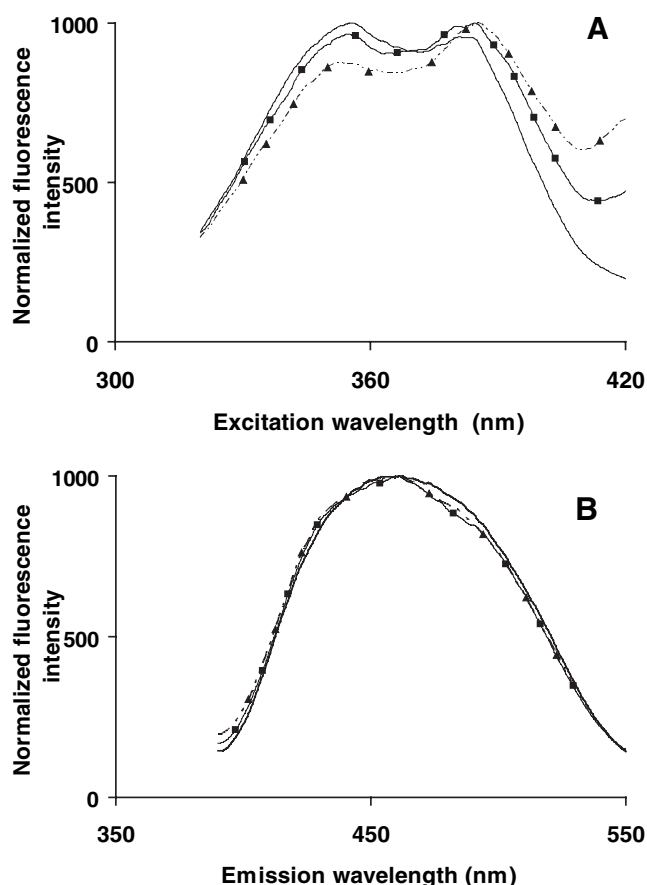 A
1000
500
0
300
360
420
Normalized fluorescence
intensity
Excitation wavelength (nm)
B
1000
500
0
350
450
550
Normalized fluorescence
intensity
Emission wavelength (nm)